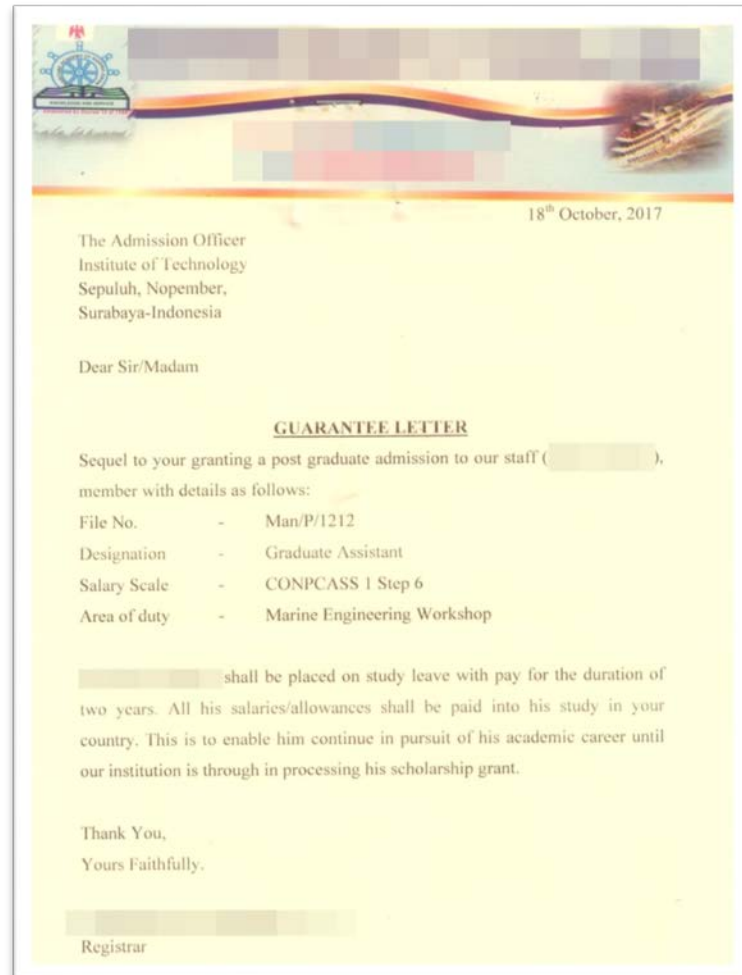 KNOWLEDGE FOR SERVICE
18th October, 2017
The Admission Officer
Institute of Technology
Sepuluh, Nopember,
Surabaya-Indonesia
Dear Sir/Madam
GUARANTEE LETTER
Sequel to your granting a post graduate admission to our staff ( ),
member with details as follows:
File No. - Man/P/1212
Designation - Graduate Assistant
Salary Scale - CONPCASS 1 Step 6
Area of duty - Marine Engineering Workshop
shall be placed on study leave with pay for the duration of
two years. All his salaries/allowances shall be paid into his study in your
country. This is to enable him continue in pursuit of his academic career until
our institution is through in processing his scholarship grant.
Thank You,
Yours Faithfully.
Registrar